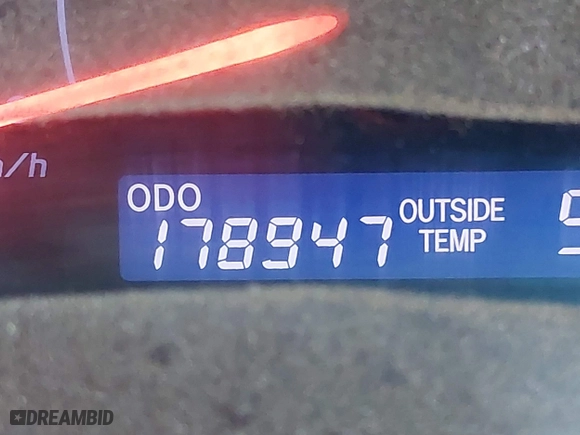 /h
ODO
178947
OUTSIDE
TEMP
DREAMBID